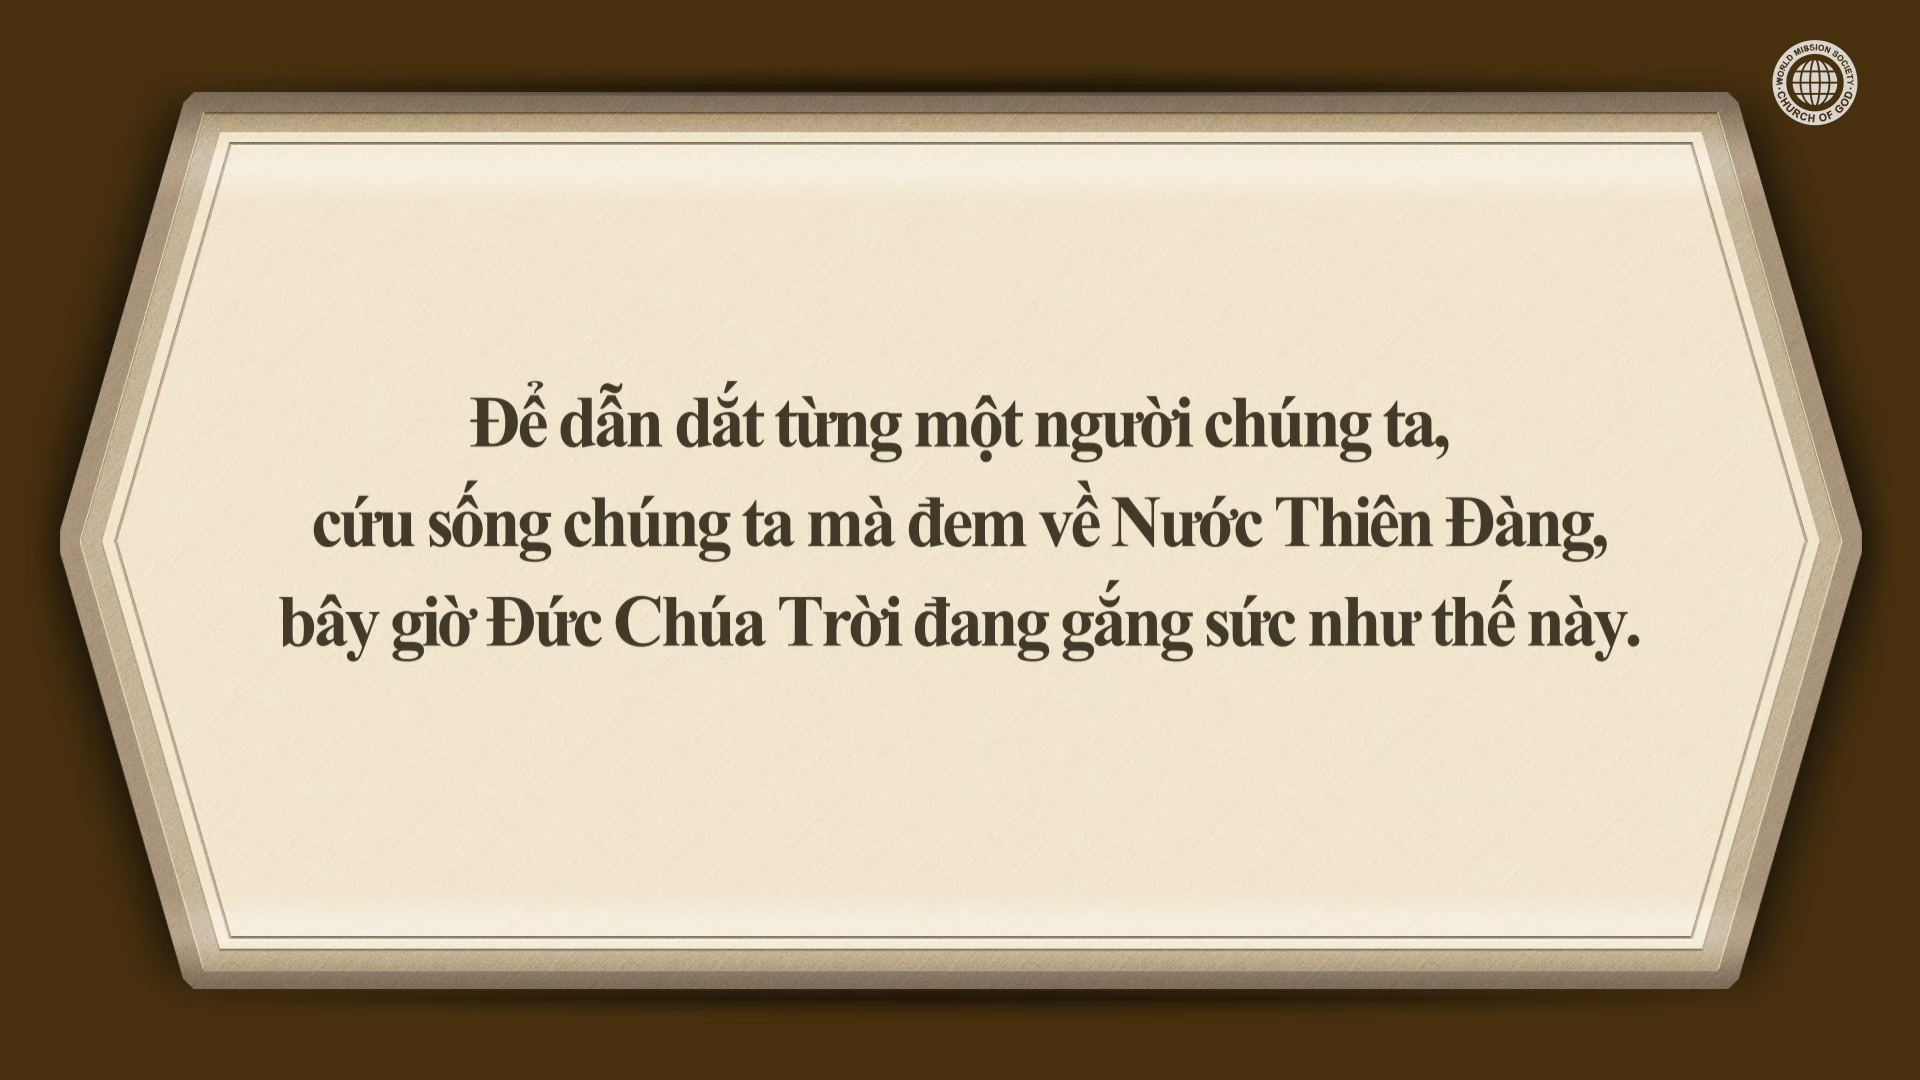 WORLD MISSION SOCIETY
CHURCH OF GOD
Để dẫn dắt từng một người chúng ta,
cứu sống chúng ta mà đem về Nước Thiên Đàng,
bây giờ Đức Chúa Trời đang gắng sức như thế này.